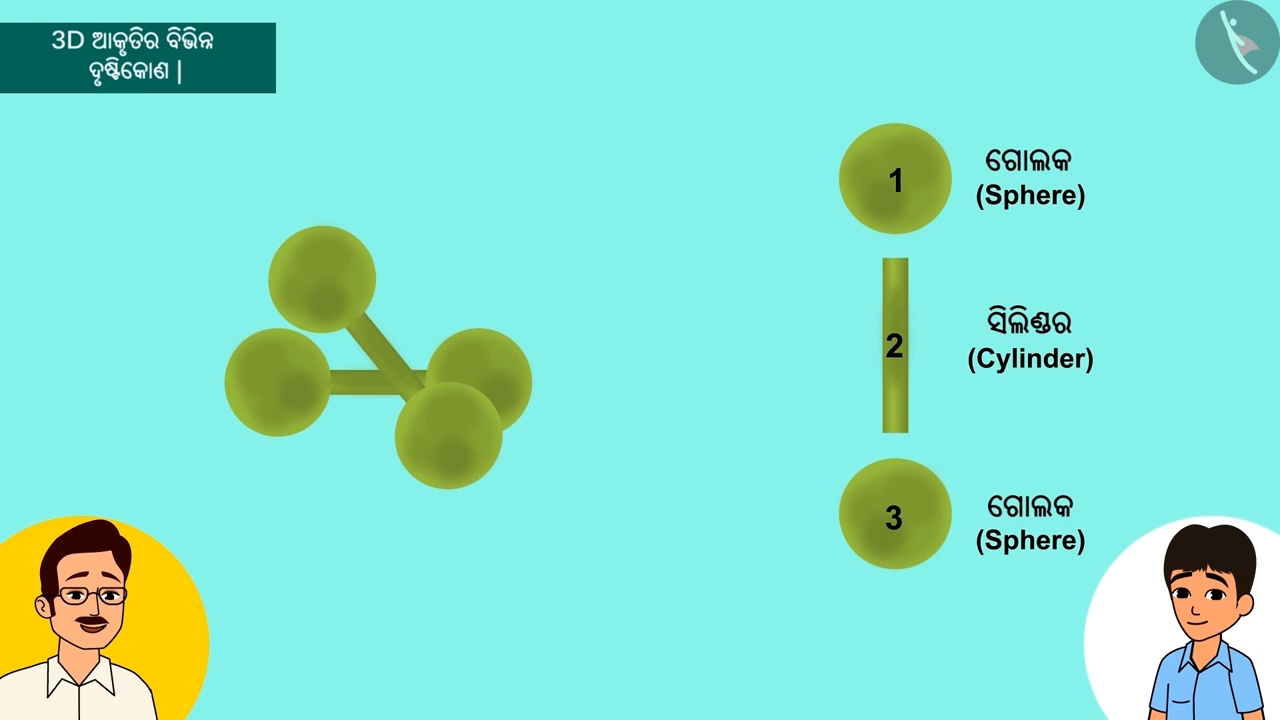 3D ଆକୃତିର ବିଭିନ୍ନ
ଦୃଷ୍ଟିକୋଣ |
1
ଗୋଲକ
(Sphere)
2
ସିଲିଣ୍ଡର
(Cylinder)
3
ଗୋଲକ
(Sphere)